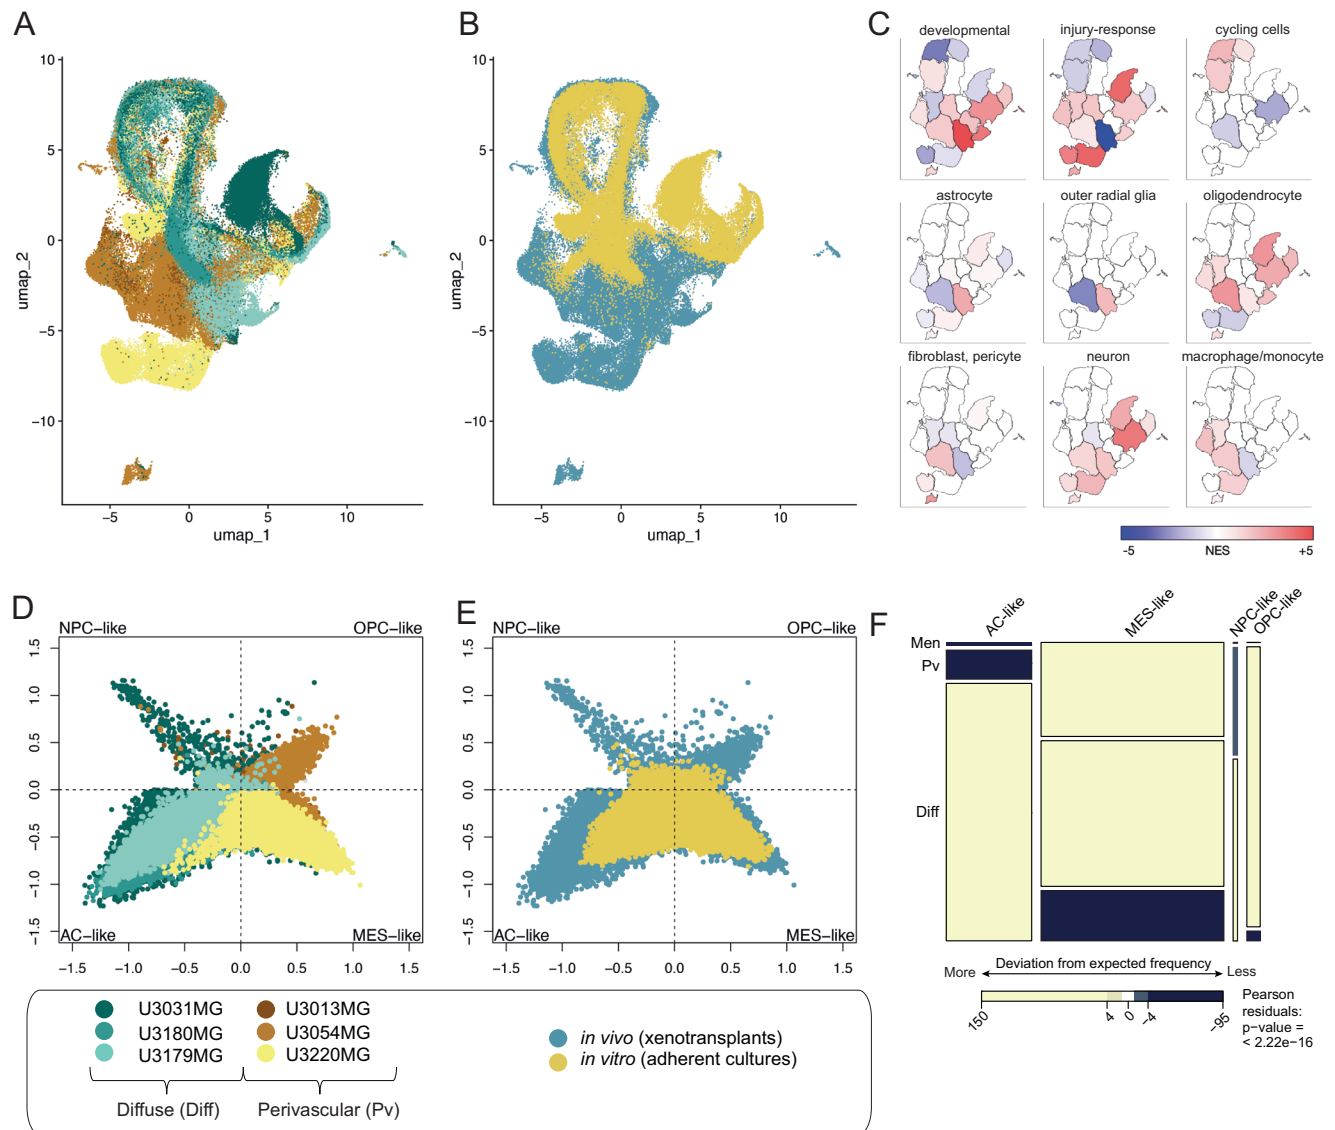 A
B
C
10
5
0
−5
−10
umap_2
−5
0
5
10
umap_1
10
5
0
−5
−10
umap_2
−5
0
5
10
umap_1
developmental
injury-response
cycling cells
astrocyte
outer radial glia
oligodendrocyte
fibroblast, pericyte
neuron
macrophage/monocyte
-5
NES
+5
D
NPC−like
OPC−like
1.5
1.0
0.5
0.0
−0.5
−1.0
−1.5
AC−like
MES−like
−1.5
−1.0
−0.5
0.0
0.5
1.0
1.5
E
NPC−like
OPC−like
1.5
1.0
0.5
0.0
−0.5
−1.0
−1.5
AC−like
MES−like
−1.5
−1.0
−0.5
0.0
0.5
1.0
1.5
F
AC-like
MES-like
NPC-like
OPC-like
Men
Pv
Diff
More
Deviation from expected frequency
Less
150
4
0
−4
−95
Pearson
residuals:
p−value =
< 2.22e−16
U3031MG
U3180MG
U3179MG
U3013MG
U3054MG
U3220MG
Diffuse (Diff)
Perivascular (Pv)
in vivo (xenotransplants)
in vitro (adherent cultures)